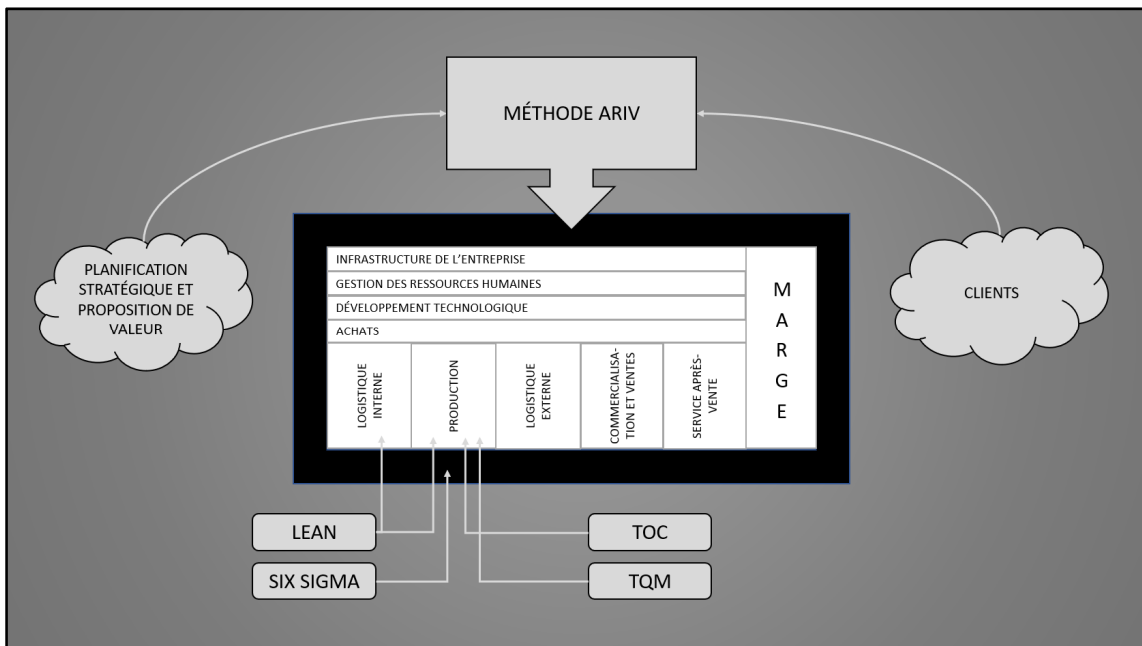 MÉTHODE ARIV
PLANIFICATION
STRATÉGIQUE ET
PROPOSITION DE
VALEUR
CLIENTS
INFRASTRUCTURE DE L'ENTREPRISE
GESTION DES RESSOURCES HUMAINES
DÉVELOPPEMENT TECHNOLOGIQUE
ACHATS
LOGISTIQUE
INTERNE
PRODUCTION
LOGISTIQUE
EXTERNE
COMMERCIALISA-
TION ET VENTES
SERVICE APRÈS-
VENTE
M
A
R
G
E
LEAN
TOC
SIX SIGMA
TQM